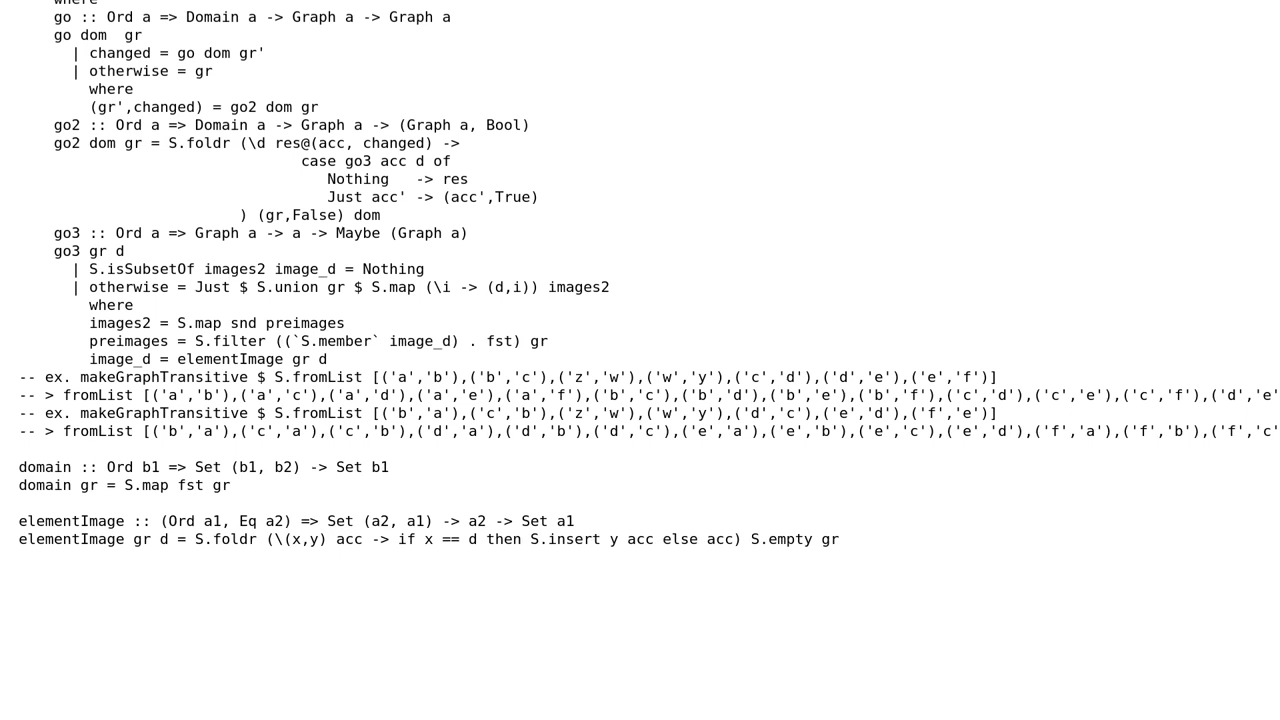 where
go :: Ord a => Domain a -> Graph a -> Graph a
go dom  gr
  | changed = go dom gr'
  | otherwise = gr
    where
    (gr',changed) = go2 dom gr
go2 :: Ord a => Domain a -> Graph a -> (Graph a, Bool)
go2 dom gr = S.foldr (\d res@(acc, changed) ->
                            case go3 acc d of
                               Nothing   -> res
                               Just acc' -> (acc',True)
                     ) (gr,False) dom
go3 :: Ord a => Graph a -> a -> Maybe (Graph a)
go3 gr d
  | S.isSubsetOf images2 image_d = Nothing
  | otherwise = Just $ S.union gr $ S.map (\i -> (d,i)) images2
    where
    images2 = S.map snd preimages
    preimages = S.filter ((`S.member` image_d) . fst) gr
    image_d = elementImage gr d
-- ex. makeGraphTransitive $ S.fromList [('a','b'),('b','c'),('z','w'),('w','y'),('c','d'),('d','e'),('e','f')]
-- > fromList [('a','b'),('a','c'),('a','d'),('a','e'),('a','f'),('b','c'),('b','d'),('b','e'),('b','f'),('c','d'),('c','e'),('c','f'),('d','e'
-- ex. makeGraphTransitive $ S.fromList [('b','a'),('c','b'),('z','w'),('w','y'),('d','c'),('e','d'),('f','e')]
-- > fromList [('b','a'),('c','a'),('c','b'),('d','a'),('d','b'),('d','c'),('e','a'),('e','b'),('e','c'),('e','d'),('f','a'),('f','b'),('f','c'
domain :: Ord b1 => Set (b1, b2) -> Set b1
domain gr = S.map fst gr
elementImage :: (Ord a1, Eq a2) => Set (a2, a1) -> a2 -> Set a1
elementImage gr d = S.foldr (\(x,y) acc -> if x == d then S.insert y acc else acc) S.empty gr